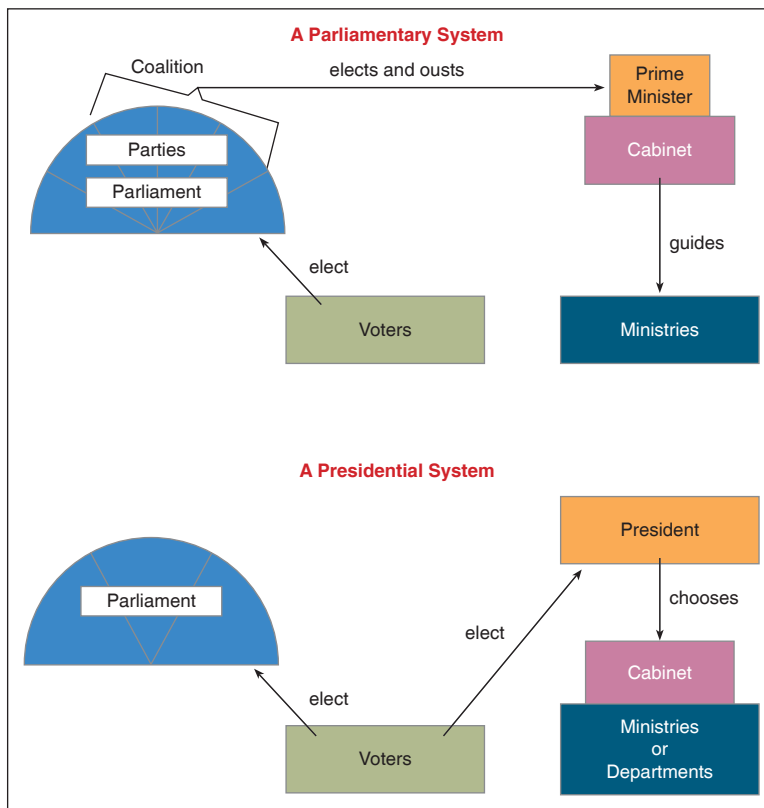 A Parliamentary System
Coalition
elects and ousts
Prime
Minister
Parties
Cabinet
Parliament
guides
elect
Voters
Ministries
A Presidential System
President
Parliament
chooses
elect
Cabinet
elect
Voters
Ministries
or
Departments